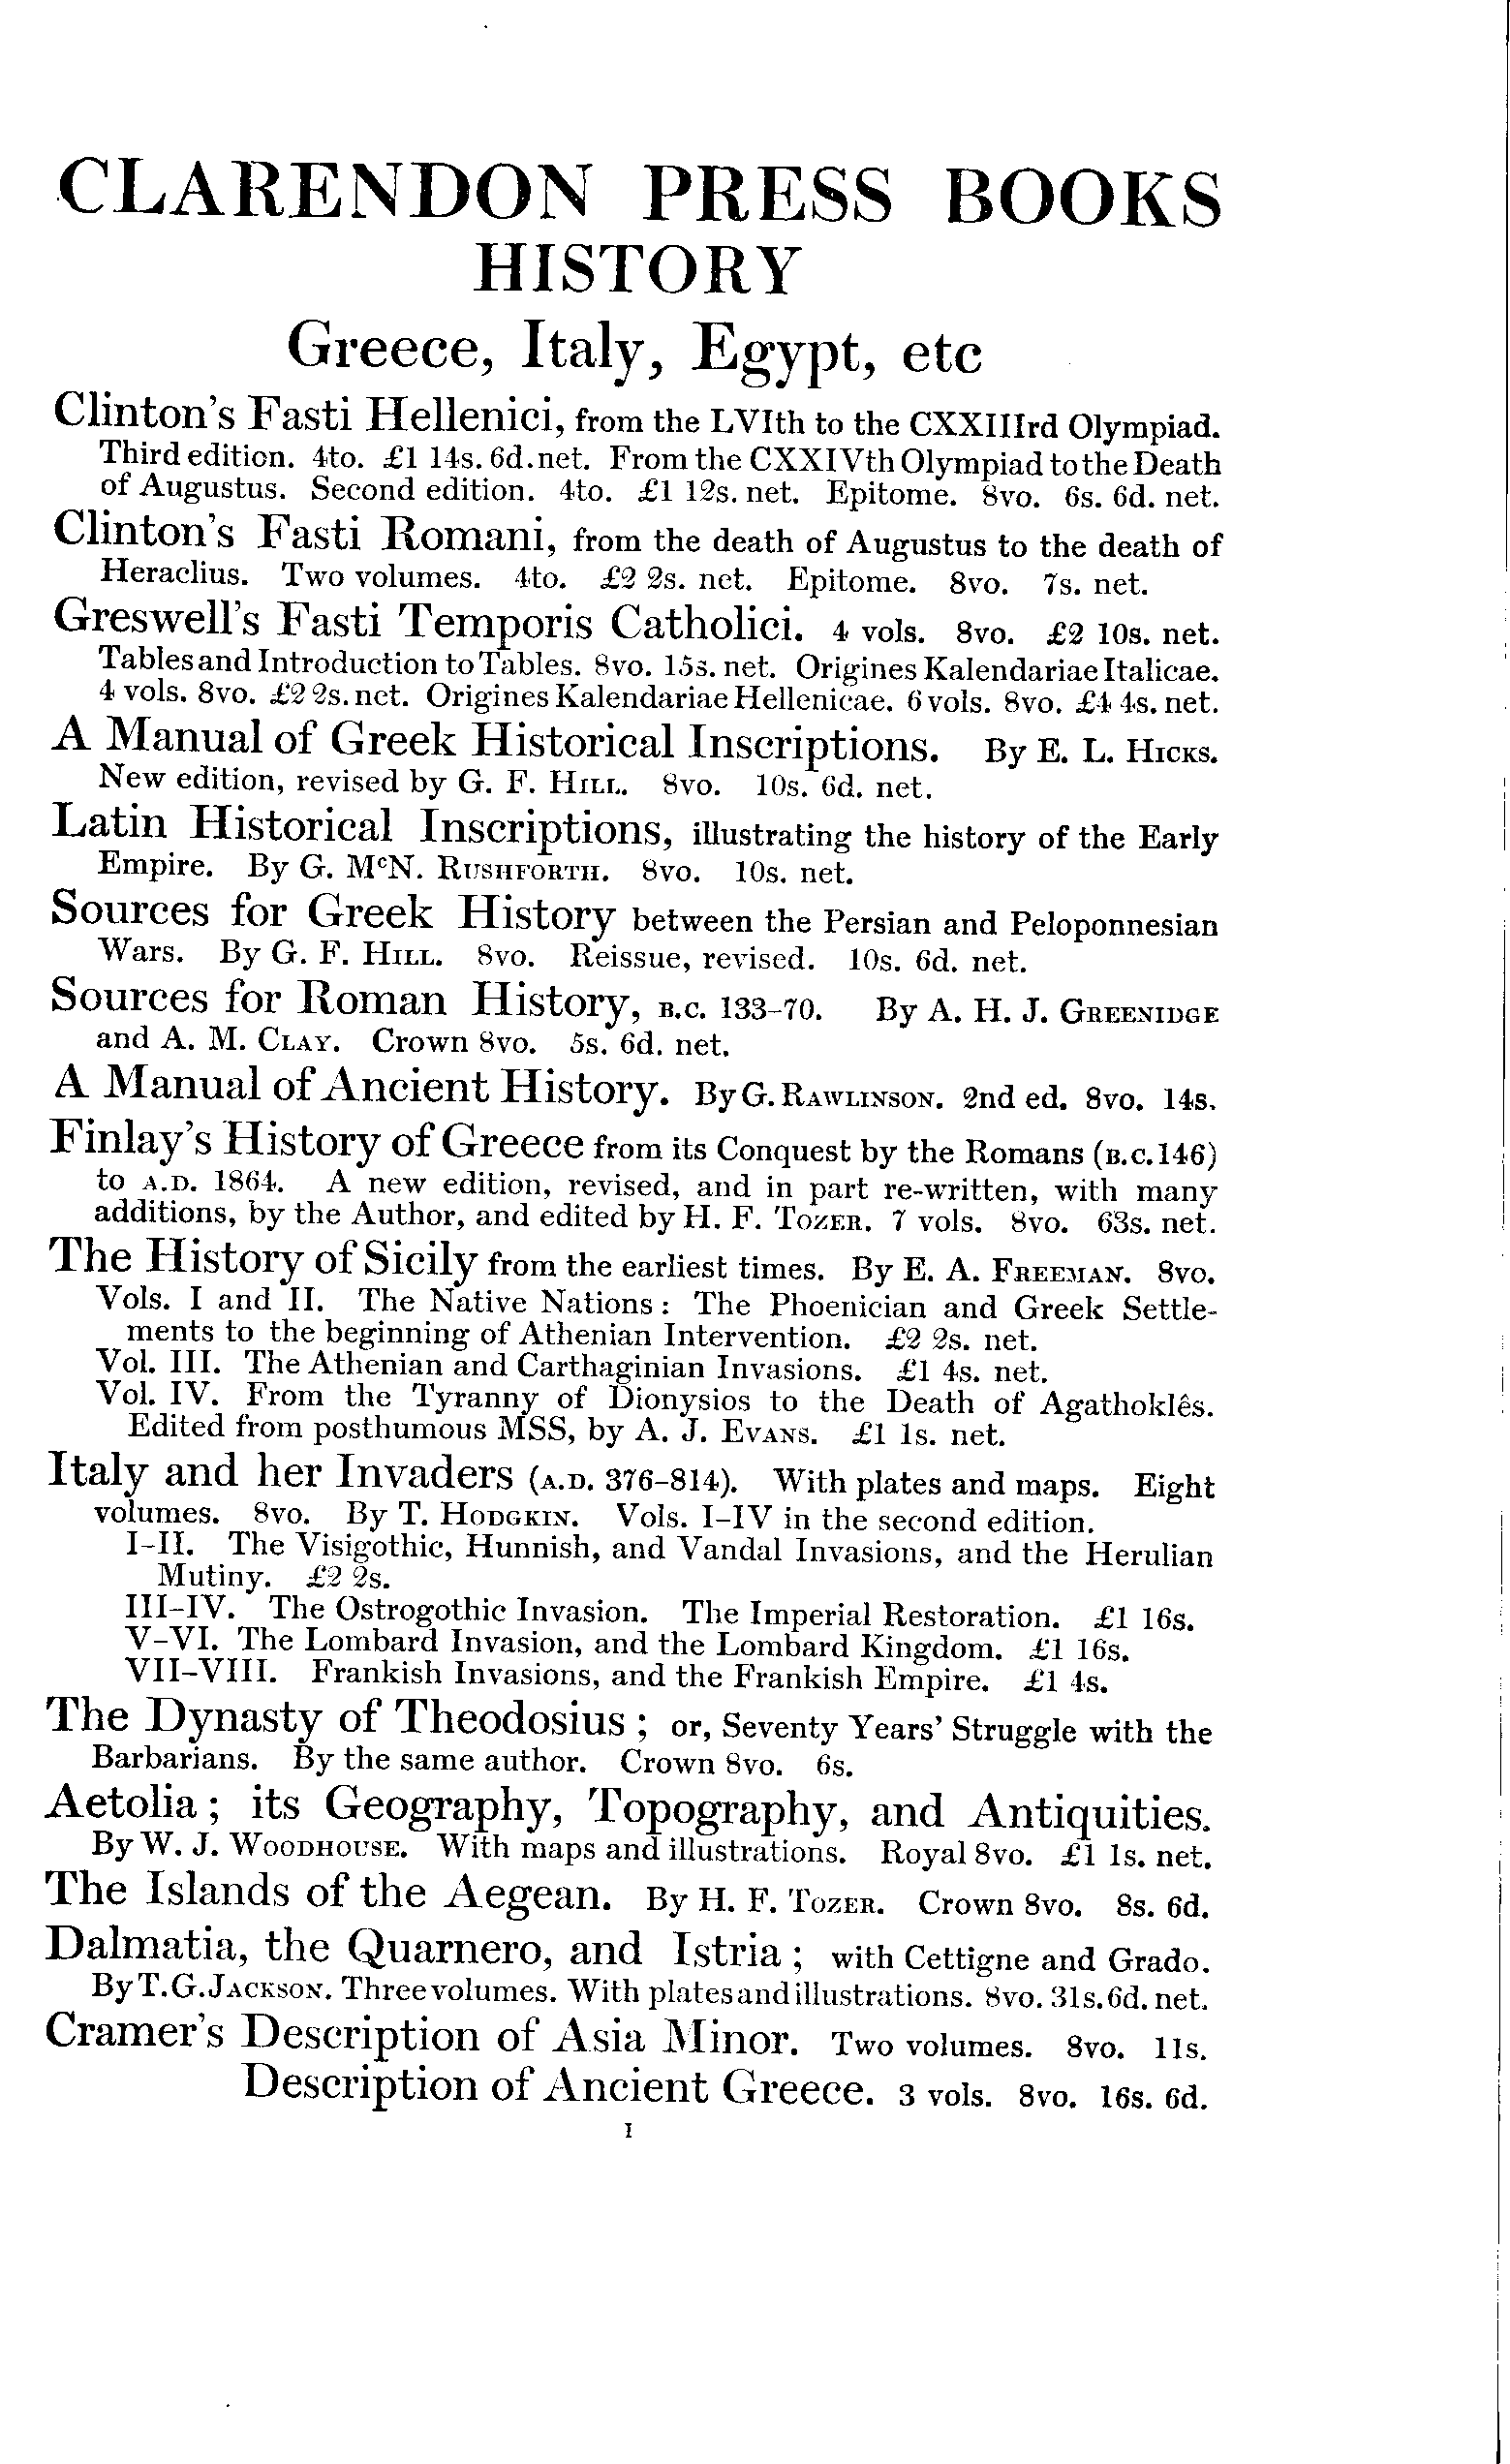 CLARENDON PRESS BOOKS
HISTORY
Greece, Italy, Egypt, etc
Clinton's Fasti Hellenici, from the LVIth to the CXXIIIrd Olympiad.
Third edition. 4to. £1 14s. 6d. net. From the CXXIVth Olympiad to the Death
of Augustus. Second edition. 4to. £1 12s. net. Epitome. 8vo. 6s. 6d. net.
Clinton's Fasti Romani, from the death of Augustus to the death of
Heraclius. Two volumes. 4to. £2 2s. net. Epitome. 8vo. 7s. net.
Greswell's Fasti Temporis Catholici. 4 vols. 8vo. £2 10s. net.
Tables and Introduction to Tables. 8vo. 15s. net. Origines Kalendariae Italicae.
4 vols. 8vo. £2 2s. net. Origines Kalendariae Hellenicae. 6 vols. 8vo. £4 4s. net.
A Manual of Greek Historical Inscriptions. By E. L. HICKS.
New edition, revised by G. F. HILL. 8vo. 10s. 6d. net.
Latin Historical Inscriptions, illustrating the history of the Early
Empire. By G. McN. RUSHFORTH. 8vo. 10s. net.
Sources for Greek History between the Persian and Peloponnesian
Wars. By G. F. HILL. 8vo. Reissue, revised. 10s. 6d. net.
Sources for Roman History, B.C. 133-70. By A. H. J. GREENIDGE
and A. M. CLAY. Crown 8vo. 5s. 6d. net.
A Manual of Ancient History. By G. RAWLINSON. 2nd ed. 8vo. 14s.
Finlay's History of Greece from its Conquest by the Romans (B.C. 146)
to A.D. 1864. A new edition, revised, and in part re-written, with many
additions, by the Author, and edited by H. F. TOZER. 7 vols. 8vo. 63s. net.
The History of Sicily from the earliest times. By E. A. FREEMAN. 8vo.
Vols. I and II. The Native Nations: The Phoenician and Greek Settle-
ments to the beginning of Athenian Intervention. £2 2s. net.
Vol. III. The Athenian and Carthaginian Invasions. £1 4s. net.
Vol. IV. From the Tyranny of Dionysios to the Death of Agathoklês.
Edited from posthumous MSS, by A. J. EVANS. £1 1s. net.
Italy and her Invaders (A.D. 376-814). With plates and maps. Eight
volumes. 8vo. By T. HODGKIN. Vols. I-IV in the second edition.
I-II. The Visigothic, Hunnish, and Vandal Invasions, and the Herulian
Mutiny. £2 2s.
III-IV. The Ostrogothic Invasion. The Imperial Restoration. £1 16s.
V-VI. The Lombard Invasion, and the Lombard Kingdom. £1 16s.
VII-VIII. Frankish Invasions, and the Frankish Empire. £1 4s.
The Dynasty of Theodosius; or, Seventy Years' Struggle with the
Barbarians. By the same author. Crown 8vo. 6s.
Aetolia; its Geography, Topography, and Antiquities.
By W. J. WOODHOUSE. With maps and illustrations. Royal 8vo. £1 1s. net.
The Islands of the Aegean. By H. F. TOZER. Crown 8vo. 8s. 6d.
Dalmatia, the Quarnero, and Istria; with Cettigne and Grado.
By T. G. JACKSON. Three volumes. With plates and illustrations. 8vo. 31s. 6d. net.
Cramer's Description of Asia Minor. Two volumes. 8vo. 11s.
Description of Ancient Greece. 3 vols. 8vo. 16s. 6d.
I